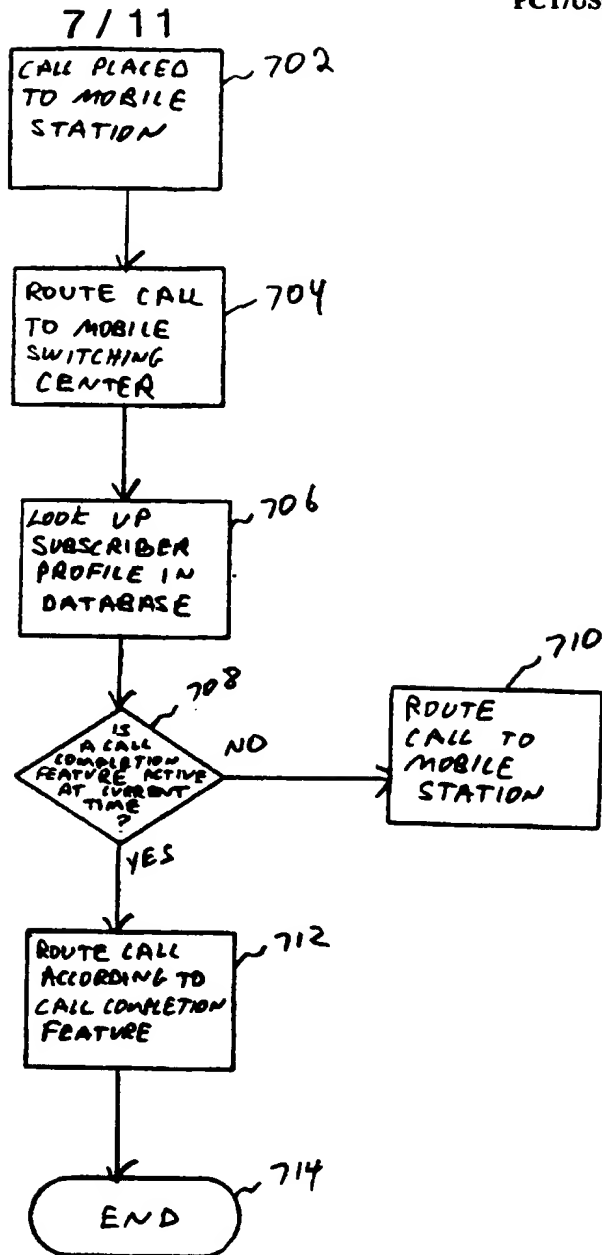 PCT/US
7/11
CALL PLACED
TO MOBILE
STATION
702
ROUTE CALL
TO MOBILE
SWITCHING
CENTER
704
LOOK UP
SUBSCRIBER
PROFILE IN
DATABASE
706
IS
A CALL
COMPLETION
FEATURE ACTIVE
AT CURRENT
TIME
?
708
NO
710
ROUTE
CALL TO
MOBILE
STATION
YES
ROUTE CALL
ACCORDING TO
CALL COMPLETION
FEATURE
712
END
714